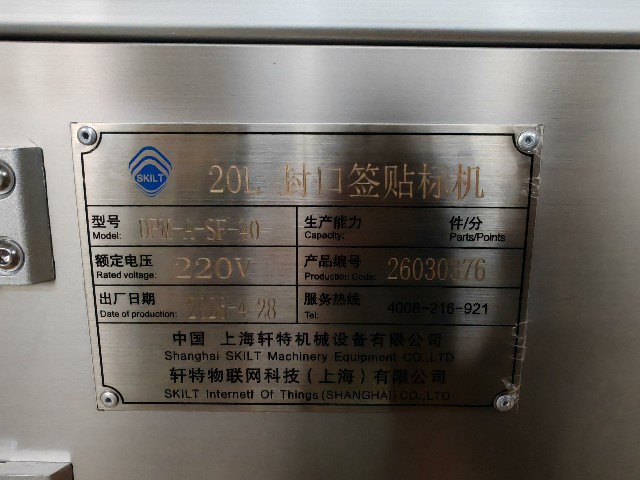 SKILT
20L 封口签贴标机
型号 生产能力 件/分
Model: Capacity: Parts/Points
额定电压 220V 产品编号
Rated voltage: Production Code: 26030376
出厂日期 服务热线
Date of production: Tel: 4008-216-921
中国 上海轩特机械设备有限公司
Shanghai SKILT Machinery Equipment CO.,LTD
轩特物联网科技（上海）有限公司
SKILT Internetl Of Things(SHANGHAI)CO.,LTD